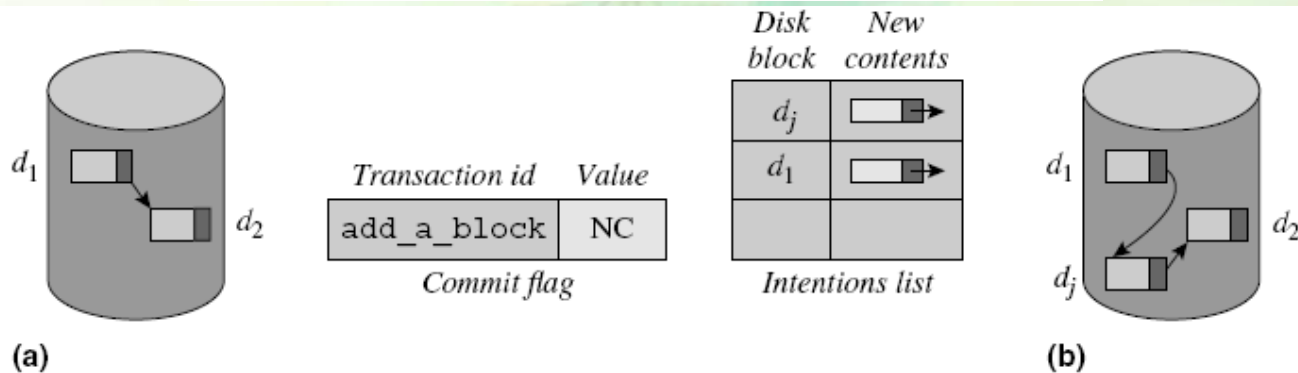 d1
d2
(a)
Transaction id Value
add_a_block NC
Commit flag
Disk block New contents
dj
d1
Intentions list
d1
d2
dj
(b)